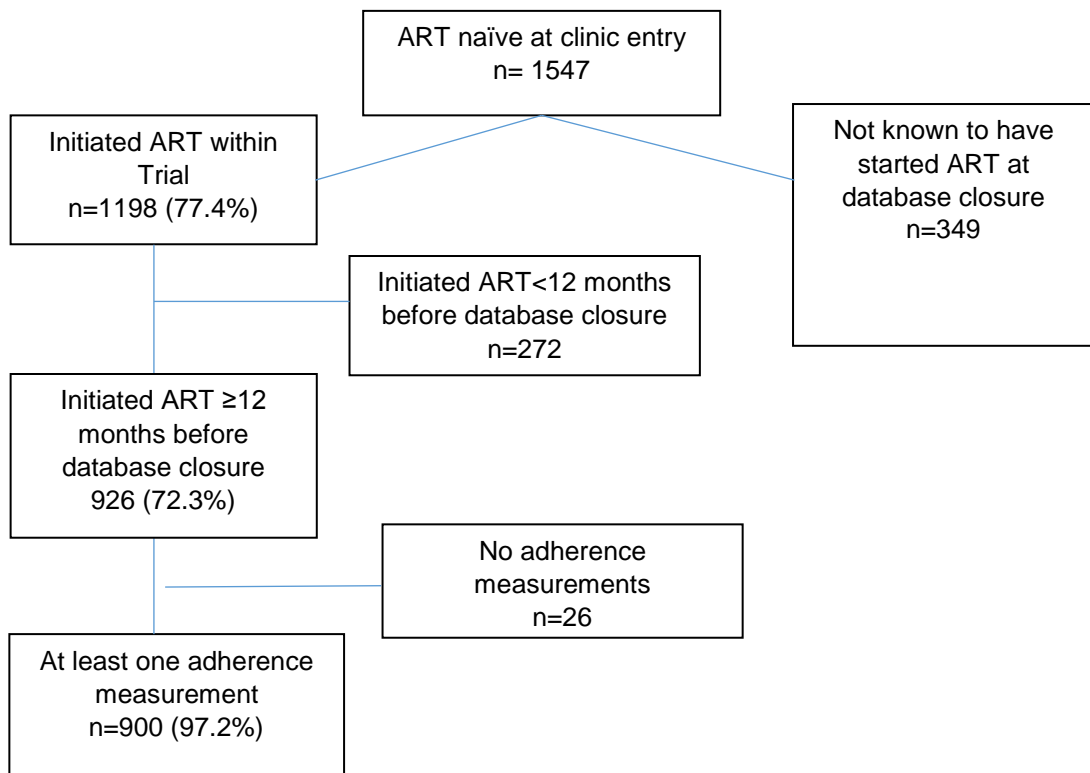 ART naïve at clinic entry
n= 1547
Initiated ART within
Trial
n=1198 (77.4%)
Not known to have
started ART at
database closure
n=349
Initiated ART<12 months
before database closure
n=272
Initiated ART ≥12
months before
database closure
926 (72.3%)
No adherence
measurements
n=26
At least one adherence
measurement
n=900 (97.2%)